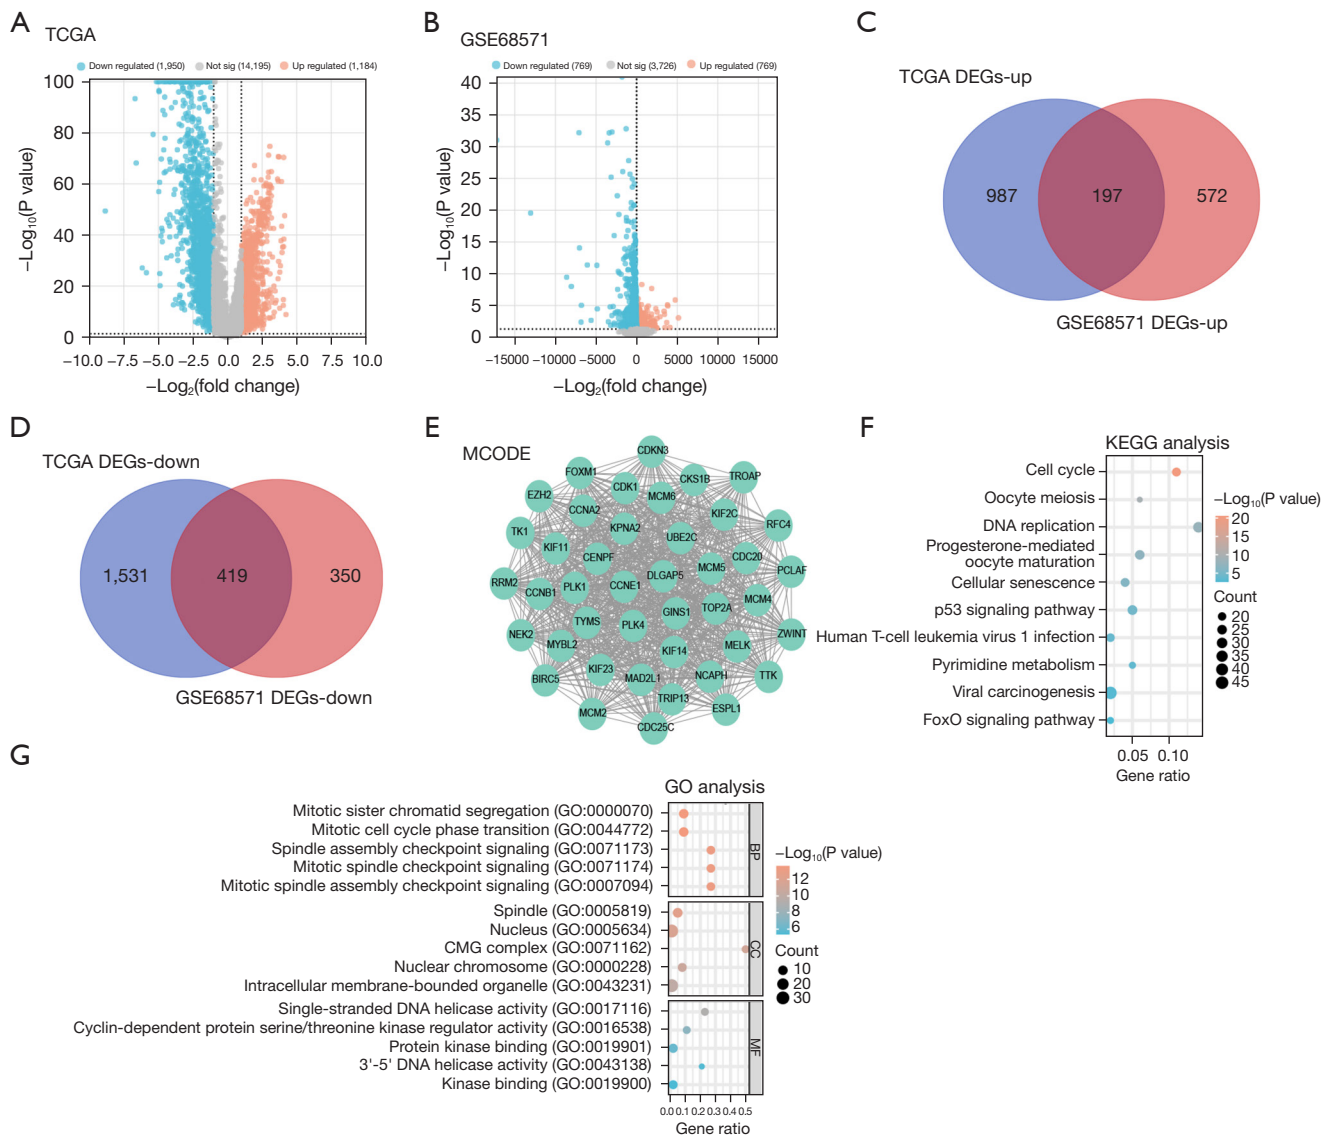 A
TCGA
Down regulated (1,950) Not sig (14,195) Up regulated (1,184)
100
80
60
40
20
0
−Log10(P value)
−10.0 −7.5 −5.0 −2.5 0.0 2.5 5.0 7.5 10.0
−Log2(fold change)
B
GSE68571
Down regulated (769) Not sig (3,726) Up regulated (769)
40
35
30
25
20
15
10
5
0
−Log10(P value)
−15000 −10000 −5000 0 5000 10000 15000
−Log2(fold change)
C
TCGA DEGs-up
987 197 572
GSE68571 DEGs-up
D
TCGA DEGs-down
1,531 419 350
GSE68571 DEGs-down
E
MCODE
CDKN3
FOXM1
TROAP
CKS1B
EZH2
CDK1
MCM6
CCNA2
KIF2C
RFC4
TK1
KPNA2
UBE2C
KIF11
CENPF
CDC20
MCM5
PCLAF
DLGAP5
RRM2
CCNB1
PLK1
CCNE1
MCM4
GINS1
TOP2A
TYMS
PLK4
NEK2
ZWINT
MYBL2
MELK
KIF14
KIF23
NCAPH
TTK
BIRC5
MAD2L1
TRIP13
MCM2
ESPL1
CDC25C
F
KEGG analysis
Cell cycle
Oocyte meiosis
DNA replication
Progesterone-mediated
oocyte maturation
Cellular senescence
p53 signaling pathway
Human T-cell leukemia virus 1 infection
Pyrimidine metabolism
Viral carcinogenesis
FoxO signaling pathway
0.05 0.10
Gene ratio
−Log10(P value)
20
15
10
5
Count
20
25
30
35
40
45
G
GO analysis
Mitotic sister chromatid segregation (GO:0000070)
Mitotic cell cycle phase transition (GO:0044772)
Spindle assembly checkpoint signaling (GO:0071173)
Mitotic spindle checkpoint signaling (GO:0071174)
Mitotic spindle assembly checkpoint signaling (GO:0007094)
BP
Spindle (GO:0005819)
Nucleus (GO:0005634)
CMG complex (GO:0071162)
Nuclear chromosome (GO:0000228)
Intracellular membrane-bounded organelle (GO:0043231)
CC
Single-stranded DNA helicase activity (GO:0017116)
Cyclin-dependent protein serine/threonine kinase regulator activity (GO:0016538)
Protein kinase binding (GO:0019901)
3'-5' DNA helicase activity (GO:0043138)
Kinase binding (GO:0019900)
MF
0.0 0.1 0.2 0.3 0.4 0.5
Gene ratio
−Log10(P value)
12
10
8
6
Count
10
20
30